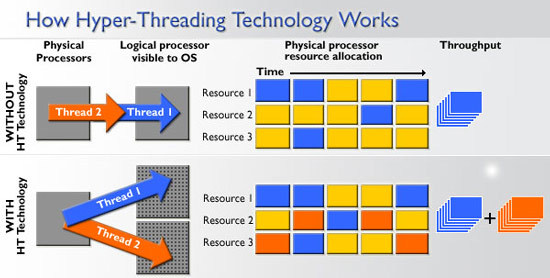 How Hyper-Threading Technology Works
Physical
Processors
Logical processor
visible to OS
Physical processor
resource allocation
Throughput
Time
WITHOUT
HT Technology
Thread 2
Thread 1
Resource 1
Resource 2
Resource 3
WITH
HT Technology
Thread 1
Thread 2
Resource 1
Resource 2
Resource 3
+